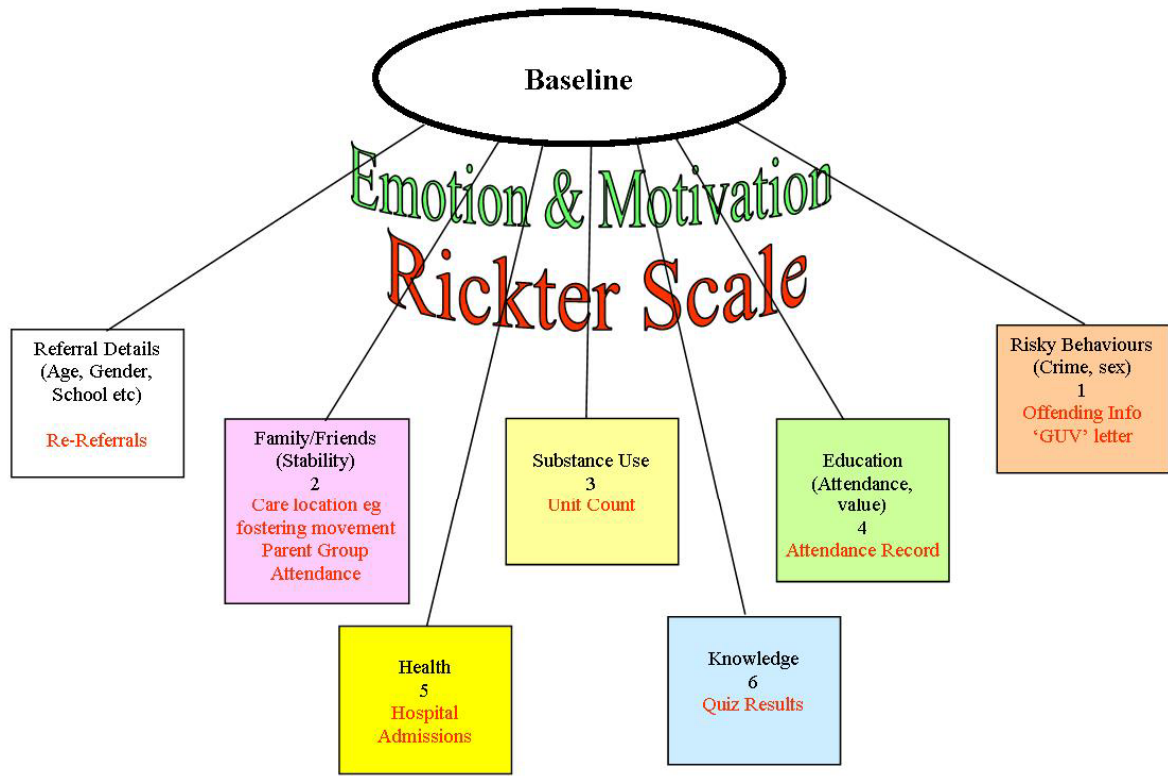 Baseline
Emotion & Motivation
Rickter Scale
Referral Details
(Age, Gender,
School etc)
Re-Referrals
Family/Friends
(Stability)
2
Care location eg
fostering movement
Parent Group
Attendance
Substance Use
3
Unit Count
Education
(Attendance,
value)
4
Attendance Record
Risky Behaviours
(Crime, sex)
1
Offending Info
‘GUV’ letter
Health
5
Hospital
Admissions
Knowledge
6
Quiz Results